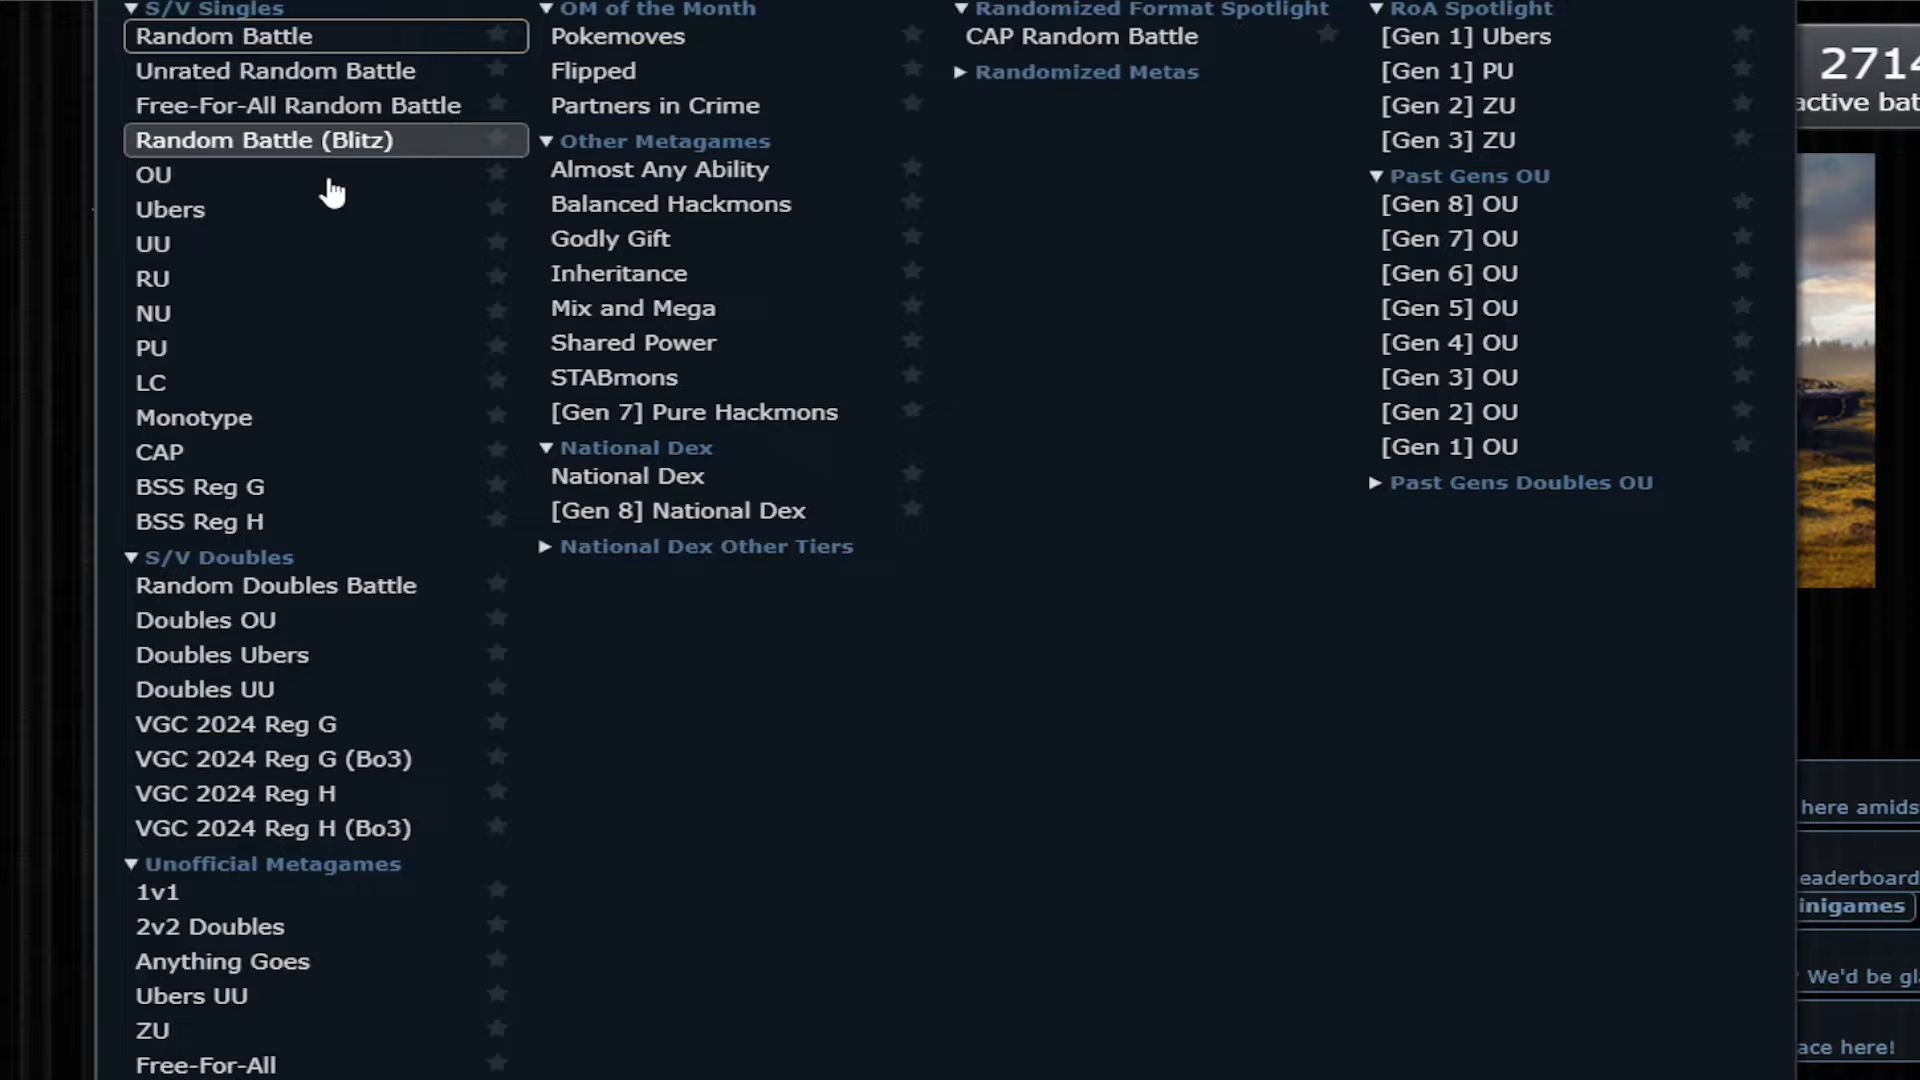 S/V Singles
Random Battle
Unrated Random Battle
Free-For-All Random Battle
Random Battle (Blitz)
OU
Ubers
UU
RU
NU
PU
LC
Monotype
CAP
BSS Reg G
BSS Reg H
S/V Doubles
Random Doubles Battle
Doubles OU
Doubles Ubers
Doubles UU
VGC 2024 Reg G
VGC 2024 Reg G (Bo3)
VGC 2024 Reg H
VGC 2024 Reg H (Bo3)
Unofficial Metagames
1v1
2v2 Doubles
Anything Goes
Ubers UU
ZU
Free-For-All
OM of the Month
Pokemoves
Flipped
Partners in Crime
Other Metagames
Almost Any Ability
Balanced Hackmons
Godly Gift
Inheritance
Mix and Mega
Shared Power
STABmons
[Gen 7] Pure Hackmons
National Dex
National Dex
[Gen 8] National Dex
National Dex Other Tiers
Randomized Format Spotlight
CAP Random Battle
Randomized Metas
RoA Spotlight
[Gen 1] Ubers
[Gen 1] PU
[Gen 2] ZU
[Gen 3] ZU
Past Gens OU
[Gen 8] OU
[Gen 7] OU
[Gen 6] OU
[Gen 5] OU
[Gen 4] OU
[Gen 3] OU
[Gen 2] OU
[Gen 1] OU
Past Gens Doubles OU
2714
active bat
here amids
eaderboard
inigames
We'd be gl
ace here!